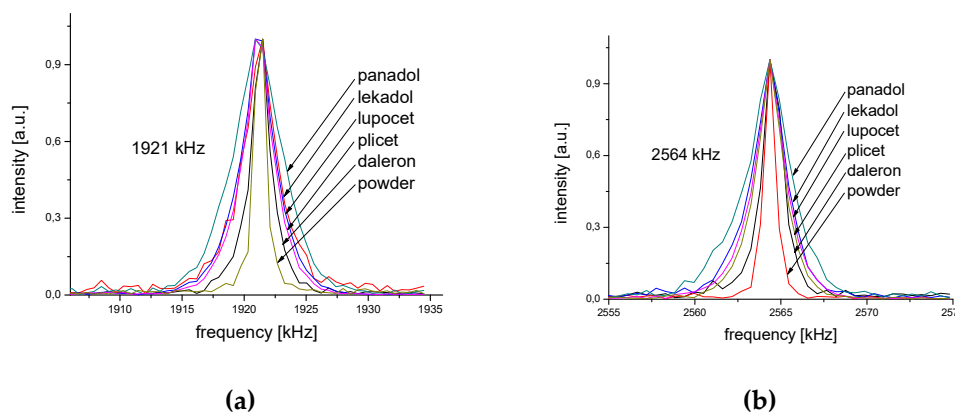 0,9
0,6
0,3
0,0
intensity [a.u.]
1921 kHz
panadol
lekadol
lupocet
plicet
daleron
powder
1910 1915 1920 1925 1930 1935
frequency [kHz]
(a)
0,9
0,6
0,3
0,0
intensity [a.u.]
2564 kHz
panadol
lekadol
lupocet
plicet
daleron
powder
2555 2560 2565 2570 257
frequency [kHz]
(b)